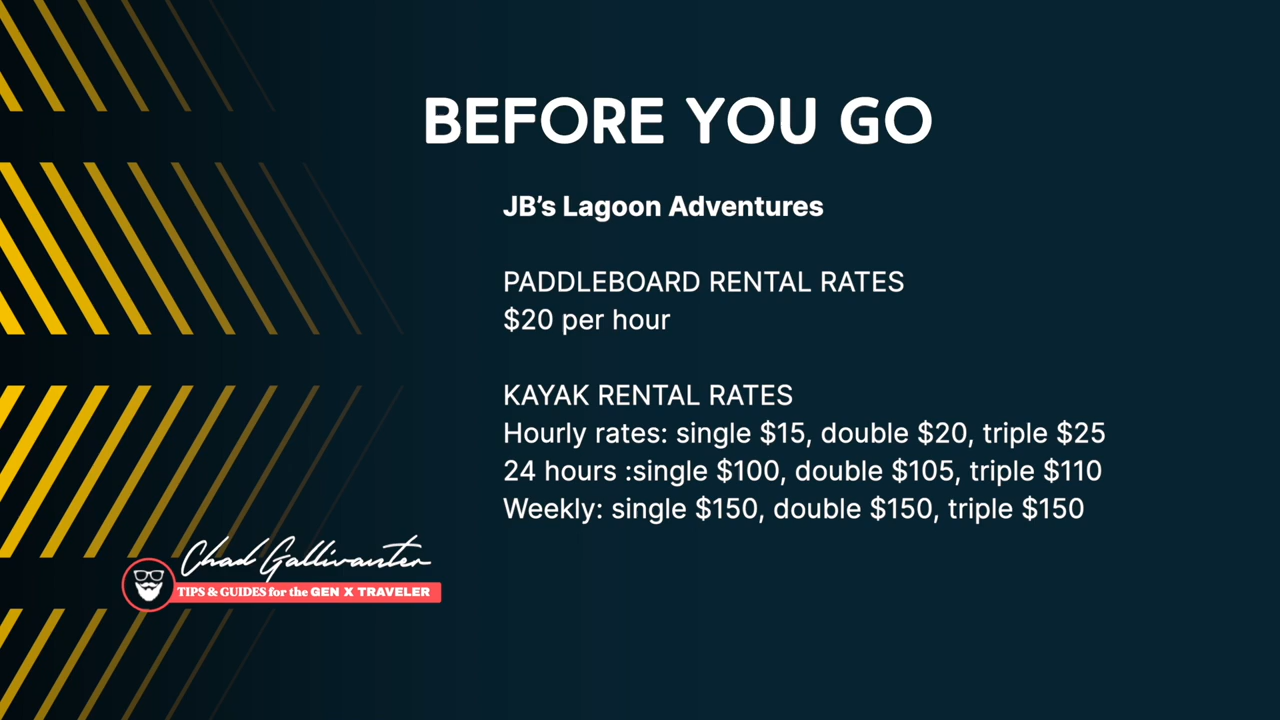 BEFORE YOU GO
JB’s Lagoon Adventures
PADDLEBOARD RENTAL RATES
$20 per hour
KAYAK RENTAL RATES
Hourly rates: single $15, double $20, triple $25
24 hours :single $100, double $105, triple $110
Weekly: single $150, double $150, triple $150
Chad Gallivanter
TIPS & GUIDES for the GEN X TRAVELER